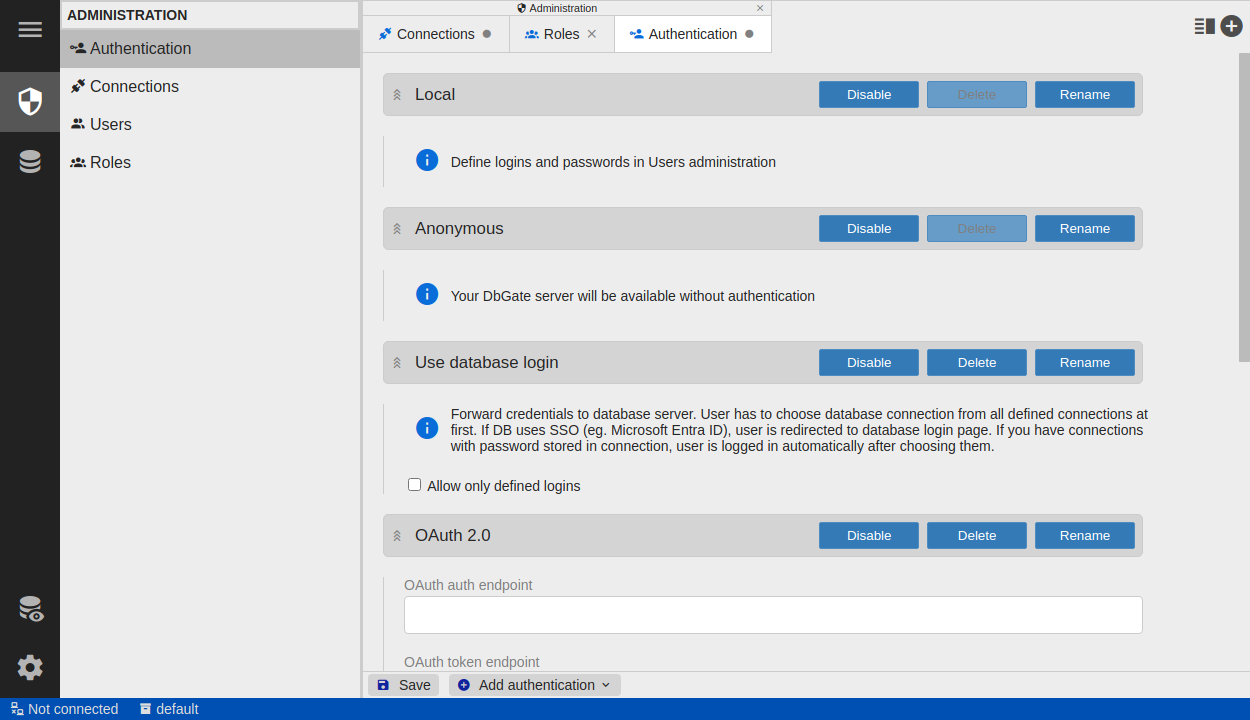 ADMINISTRATION
Authentication
Connections
Users
Roles
Administration
Connections
Roles
Authentication
Local
Disable
Delete
Rename
Define logins and passwords in Users administration
Anonymous
Disable
Delete
Rename
Your DbGate server will be available without authentication
Use database login
Disable
Delete
Rename
Forward credentials to database server. User has to choose database connection from all defined connections at
first. If DB uses SSO (eg. Microsoft Entra ID), user is redirected to database login page. If you have connections
with password stored in connection, user is logged in automatically after choosing them.
Allow only defined logins
OAuth 2.0
Disable
Delete
Rename
OAuth auth endpoint
OAuth token endpoint
Save
Add authentication
Not connected
default